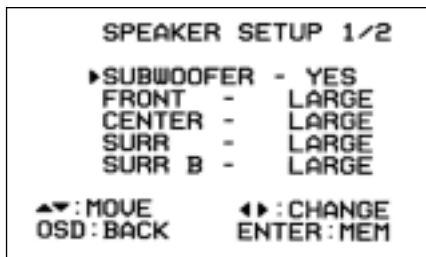 SPEAKER SETUP 1/2
▶SUBWOOFER - YES
FRONT - LARGE
CENTER - LARGE
SURR - LARGE
SURR B - LARGE
▲▼:MOVE ◀▶:CHANGE
OSD:BACK ENTER:MEM